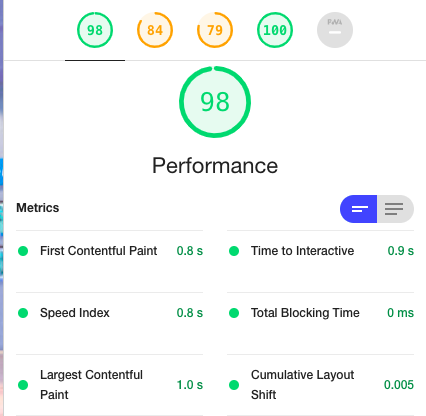 98 84 79 100 PWA
98
Performance
Metrics
First Contentful Paint 0.8 s Time to Interactive 0.9 s
Speed Index 0.8 s Total Blocking Time 0 ms
Largest Contentful Paint 1.0 s Cumulative Layout Shift 0.005